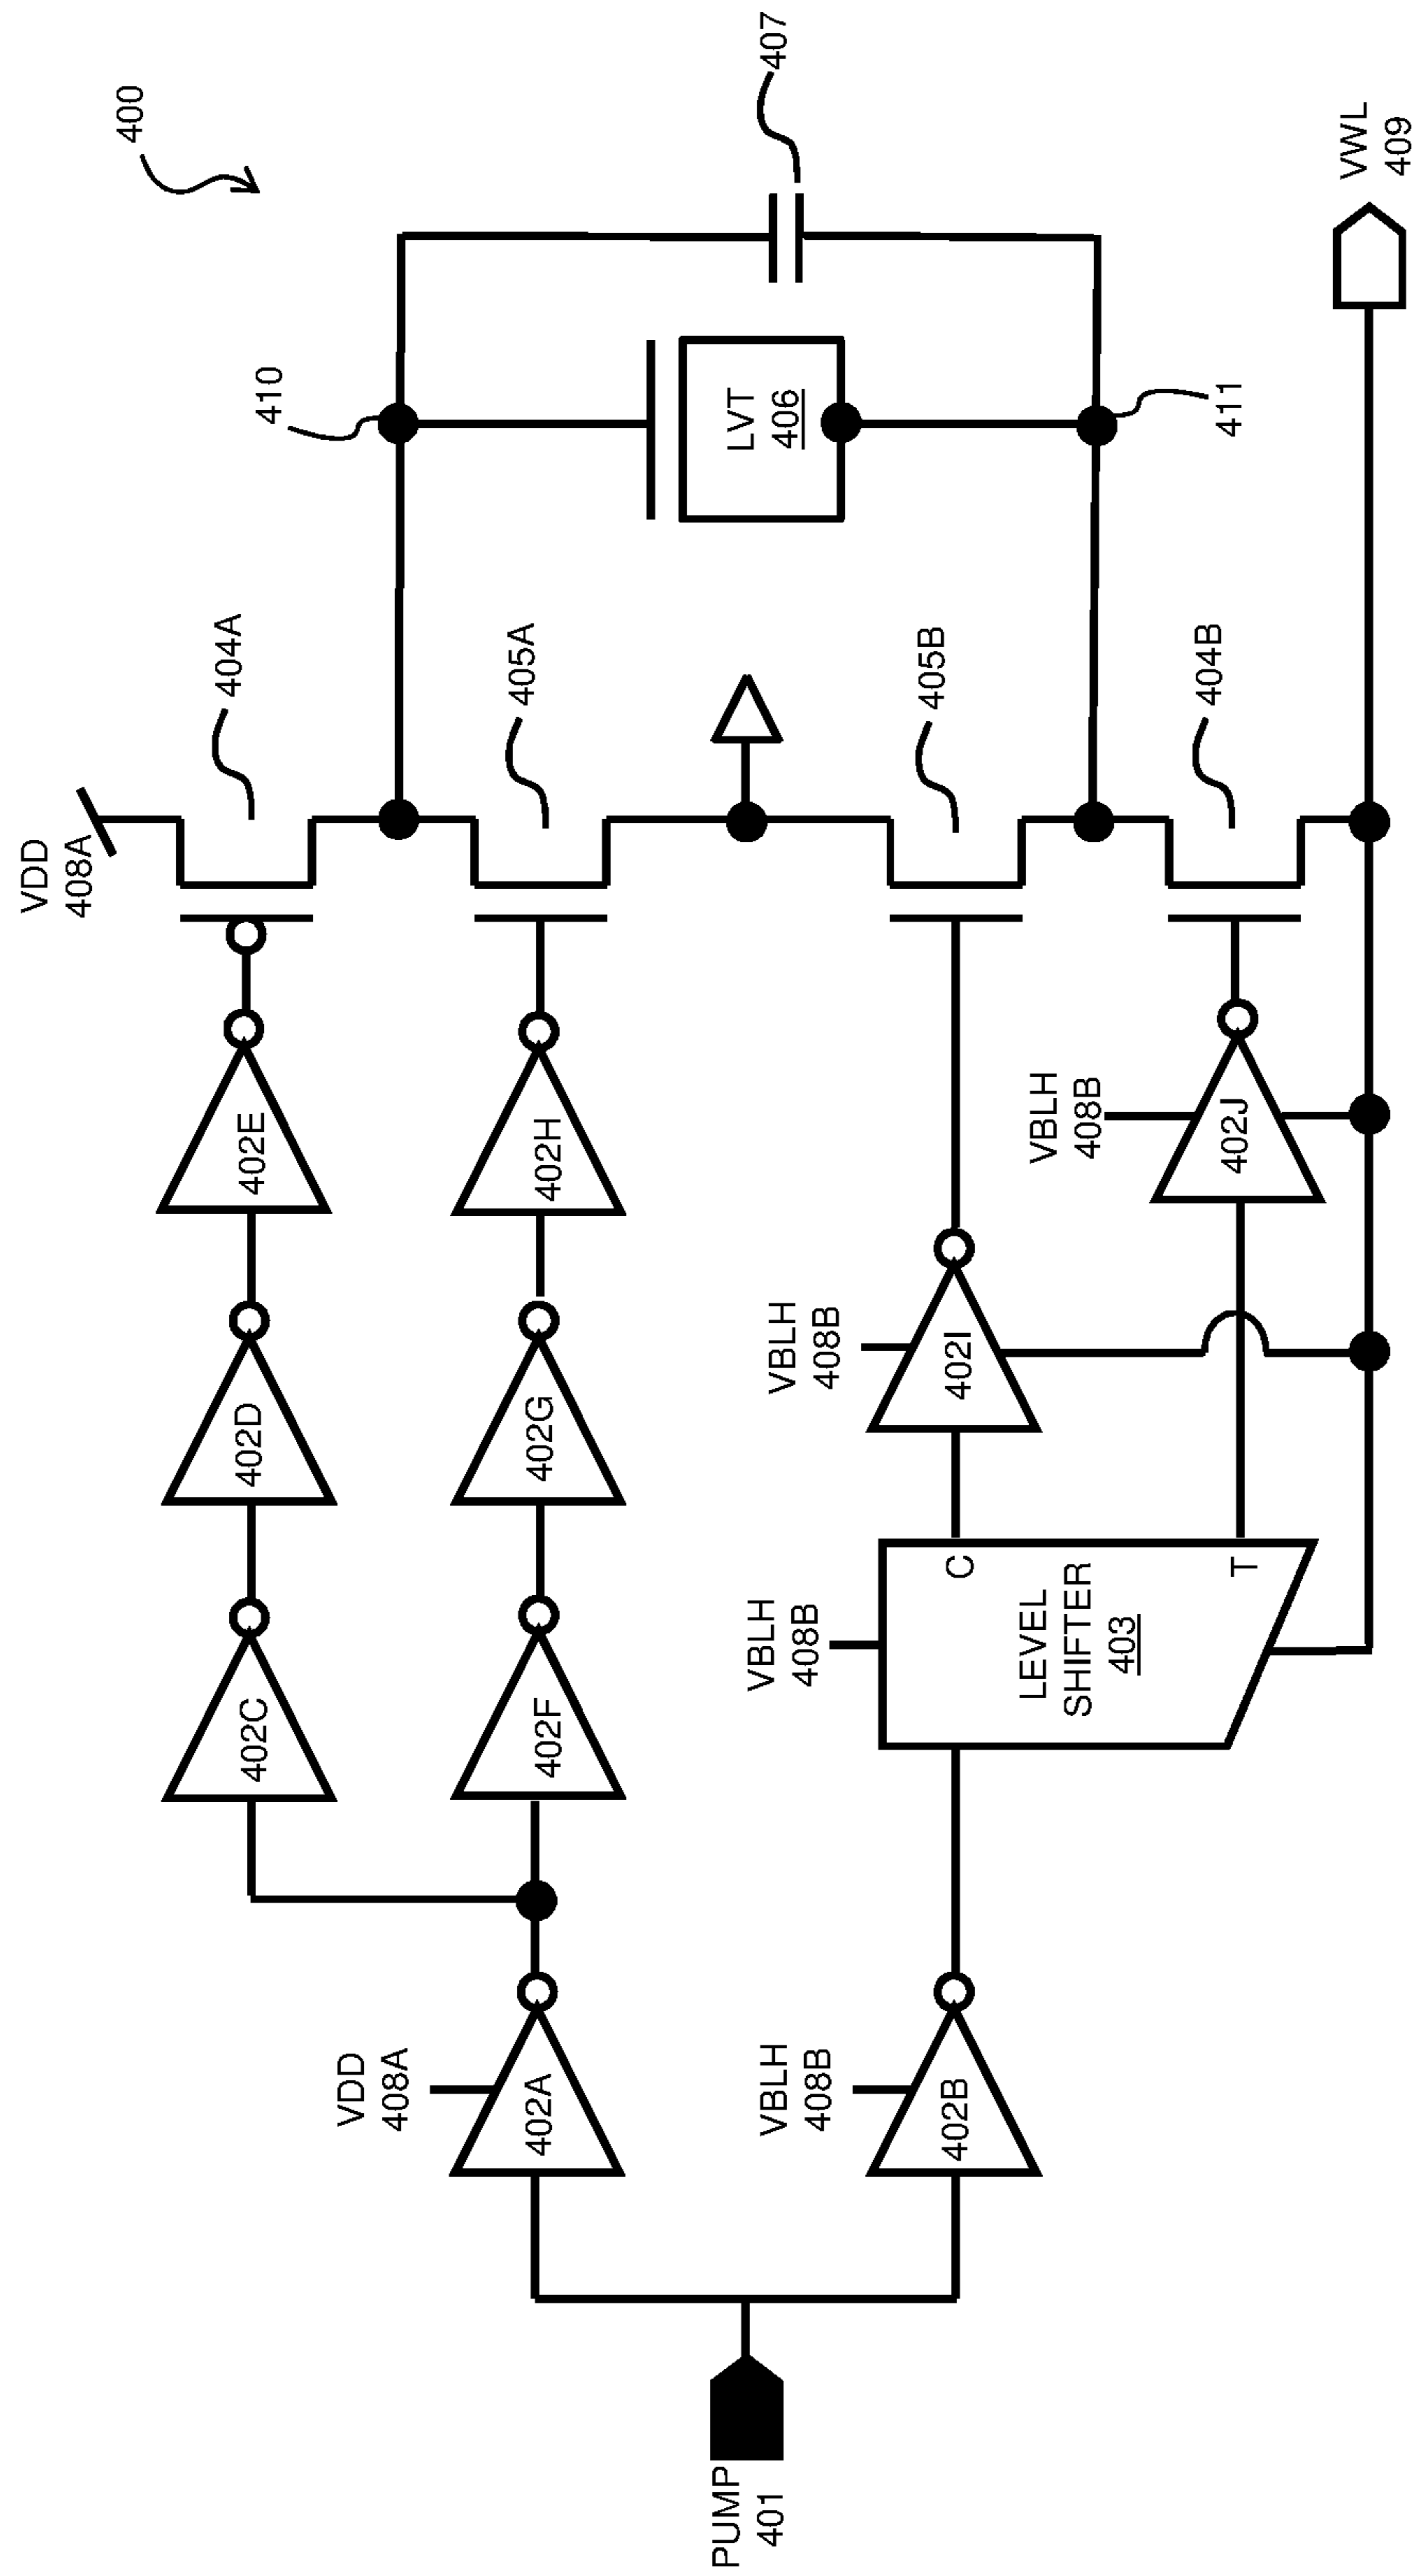 400
VDD
408A
404A
410
407
402C
402D
402E
405A
VDD
408A
402A
402F
402G
402H
LVT
406
PUMP
401
VBLH
408B
402B
VBLH
408B
LEVEL
SHIFTER
403
C
T
VBLH
408B
402I
VBLH
408B
402J
405B
404B
411
VWL
409